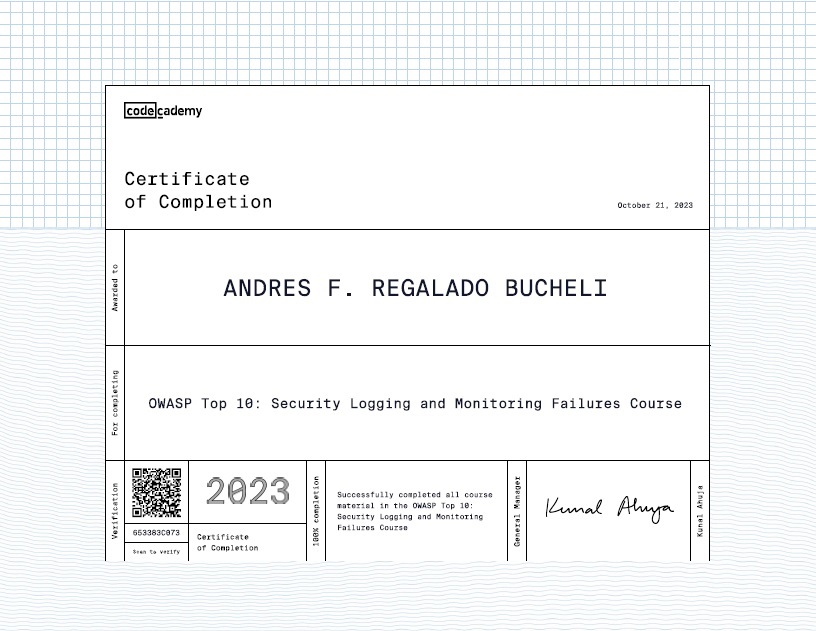 codecademy
Certificate
of Completion
October 21, 2023
Awarded to
ANDRES F. REGALADO BUCHELI
For completing
OWASP Top 10: Security Logging and Monitoring Failures Course
Verification
653383C073
Scan to verify
2023
Certificate
of Completion
100% completion
Successfully completed all course
material in the OWASP Top 10:
Security Logging and Monitoring
Failures Course
General Manager
Kunal Ahuja
Kunal Ahuja